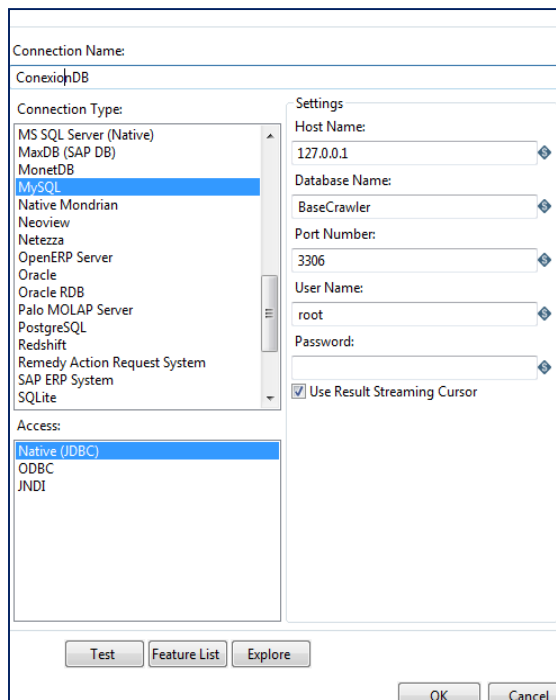 Connection Name:
ConexionDB
Connection Type:
MS SQL Server (Native)
MaxDB (SAP DB)
MonetDB
MySQL
Native Mondrian
Neoview
Netezza
OpenERP Server
Oracle
Oracle RDB
Palo MOLAP Server
PostgreSQL
Redshift
Remedy Action Request System
SAP ERP System
SQLite
Access:
Native (JDBC)
ODBC
JNDI
Settings
Host Name:
127.0.0.1
Database Name:
BaseCrawler
Port Number:
3306
User Name:
root
Password:
Use Result Streaming Cursor
Test
Feature List
Explore
OK
Cancel